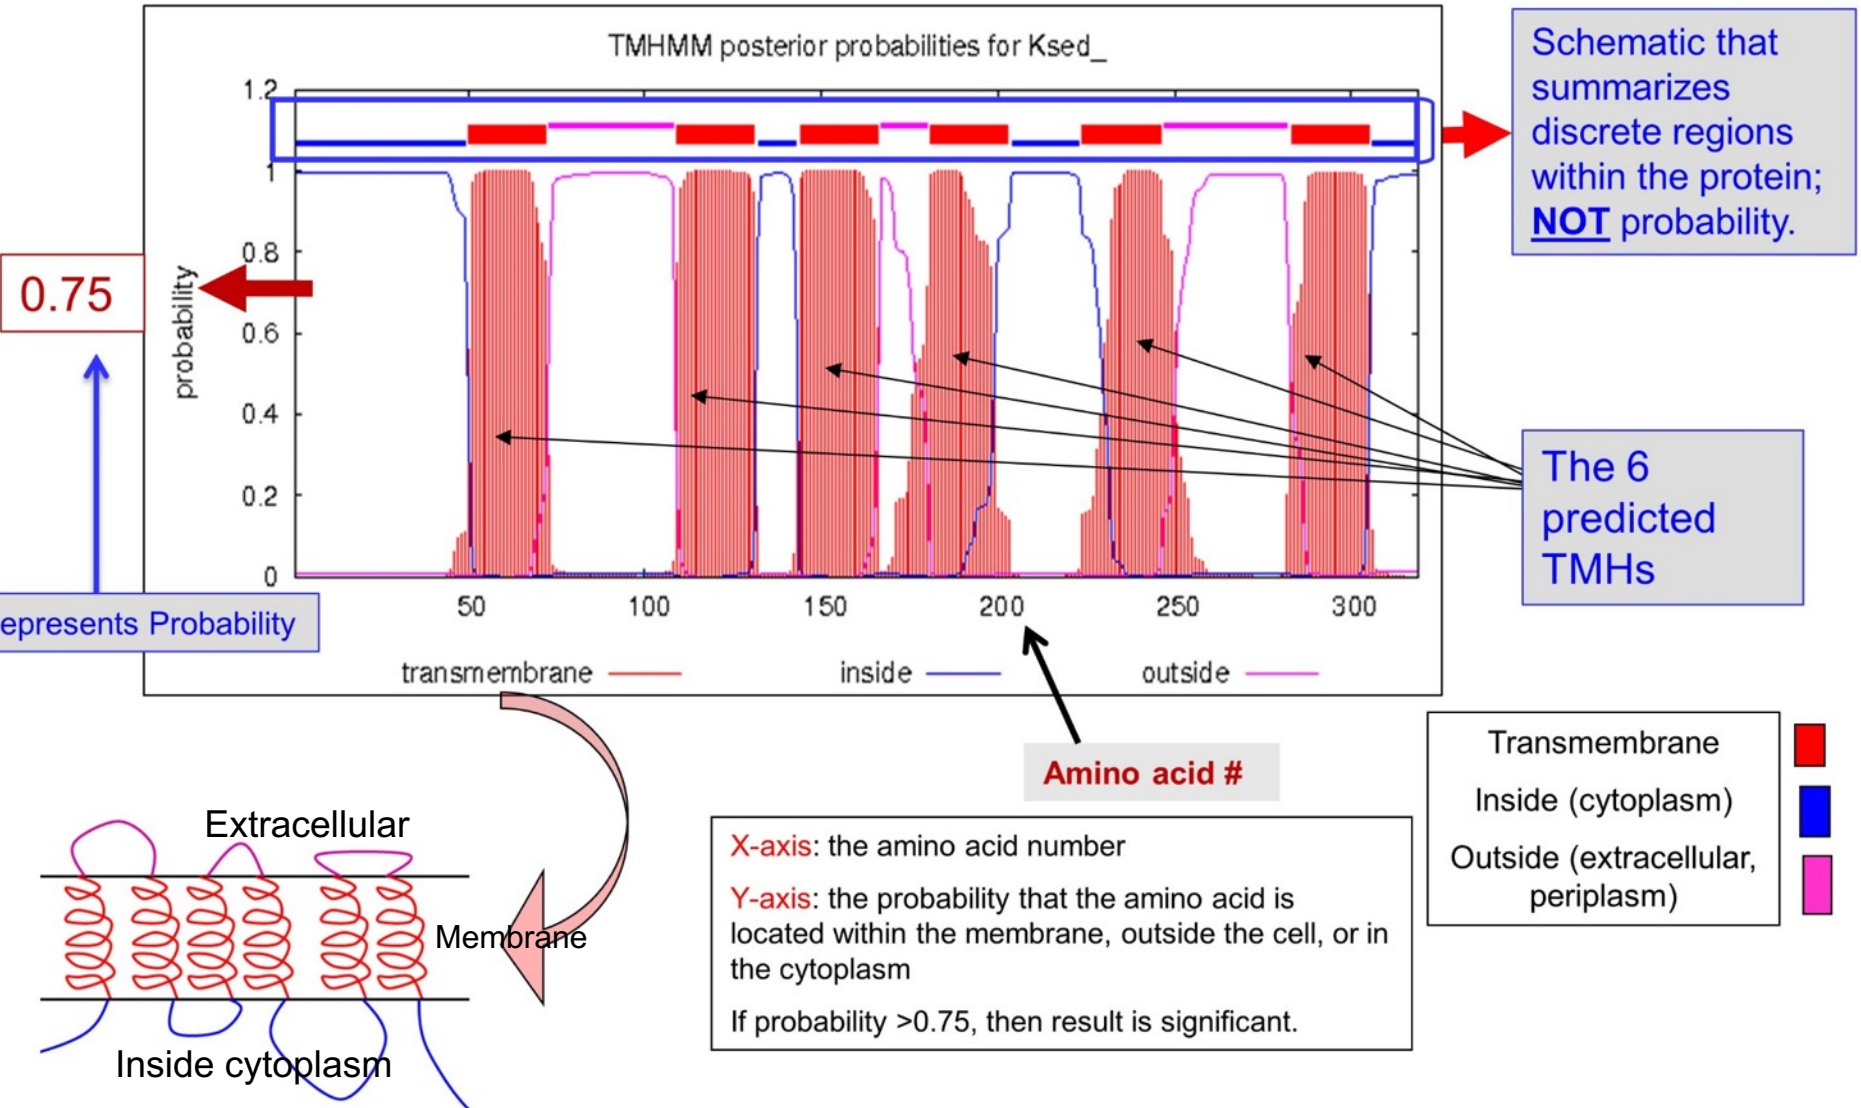 TMHMM posterior probabilities for Ksed_
1.2
1
0.8
0.6
0.4
0.2
0
probability
50
100
150
200
250
300
transmembrane
inside
outside
Schematic that
summarizes
discrete regions
within the protein;
NOT probability.
0.75
epresents Probability
The 6
predicted
TMHs
Amino acid #
Transmembrane
Inside (cytoplasm)
Outside (extracellular,
periplasm)
X-axis: the amino acid number
Y-axis: the probability that the amino acid is
located within the membrane, outside the cell, or in
the cytoplasm
If probability >0.75, then result is significant.
Extracellular
Membrane
Inside cytoplasm